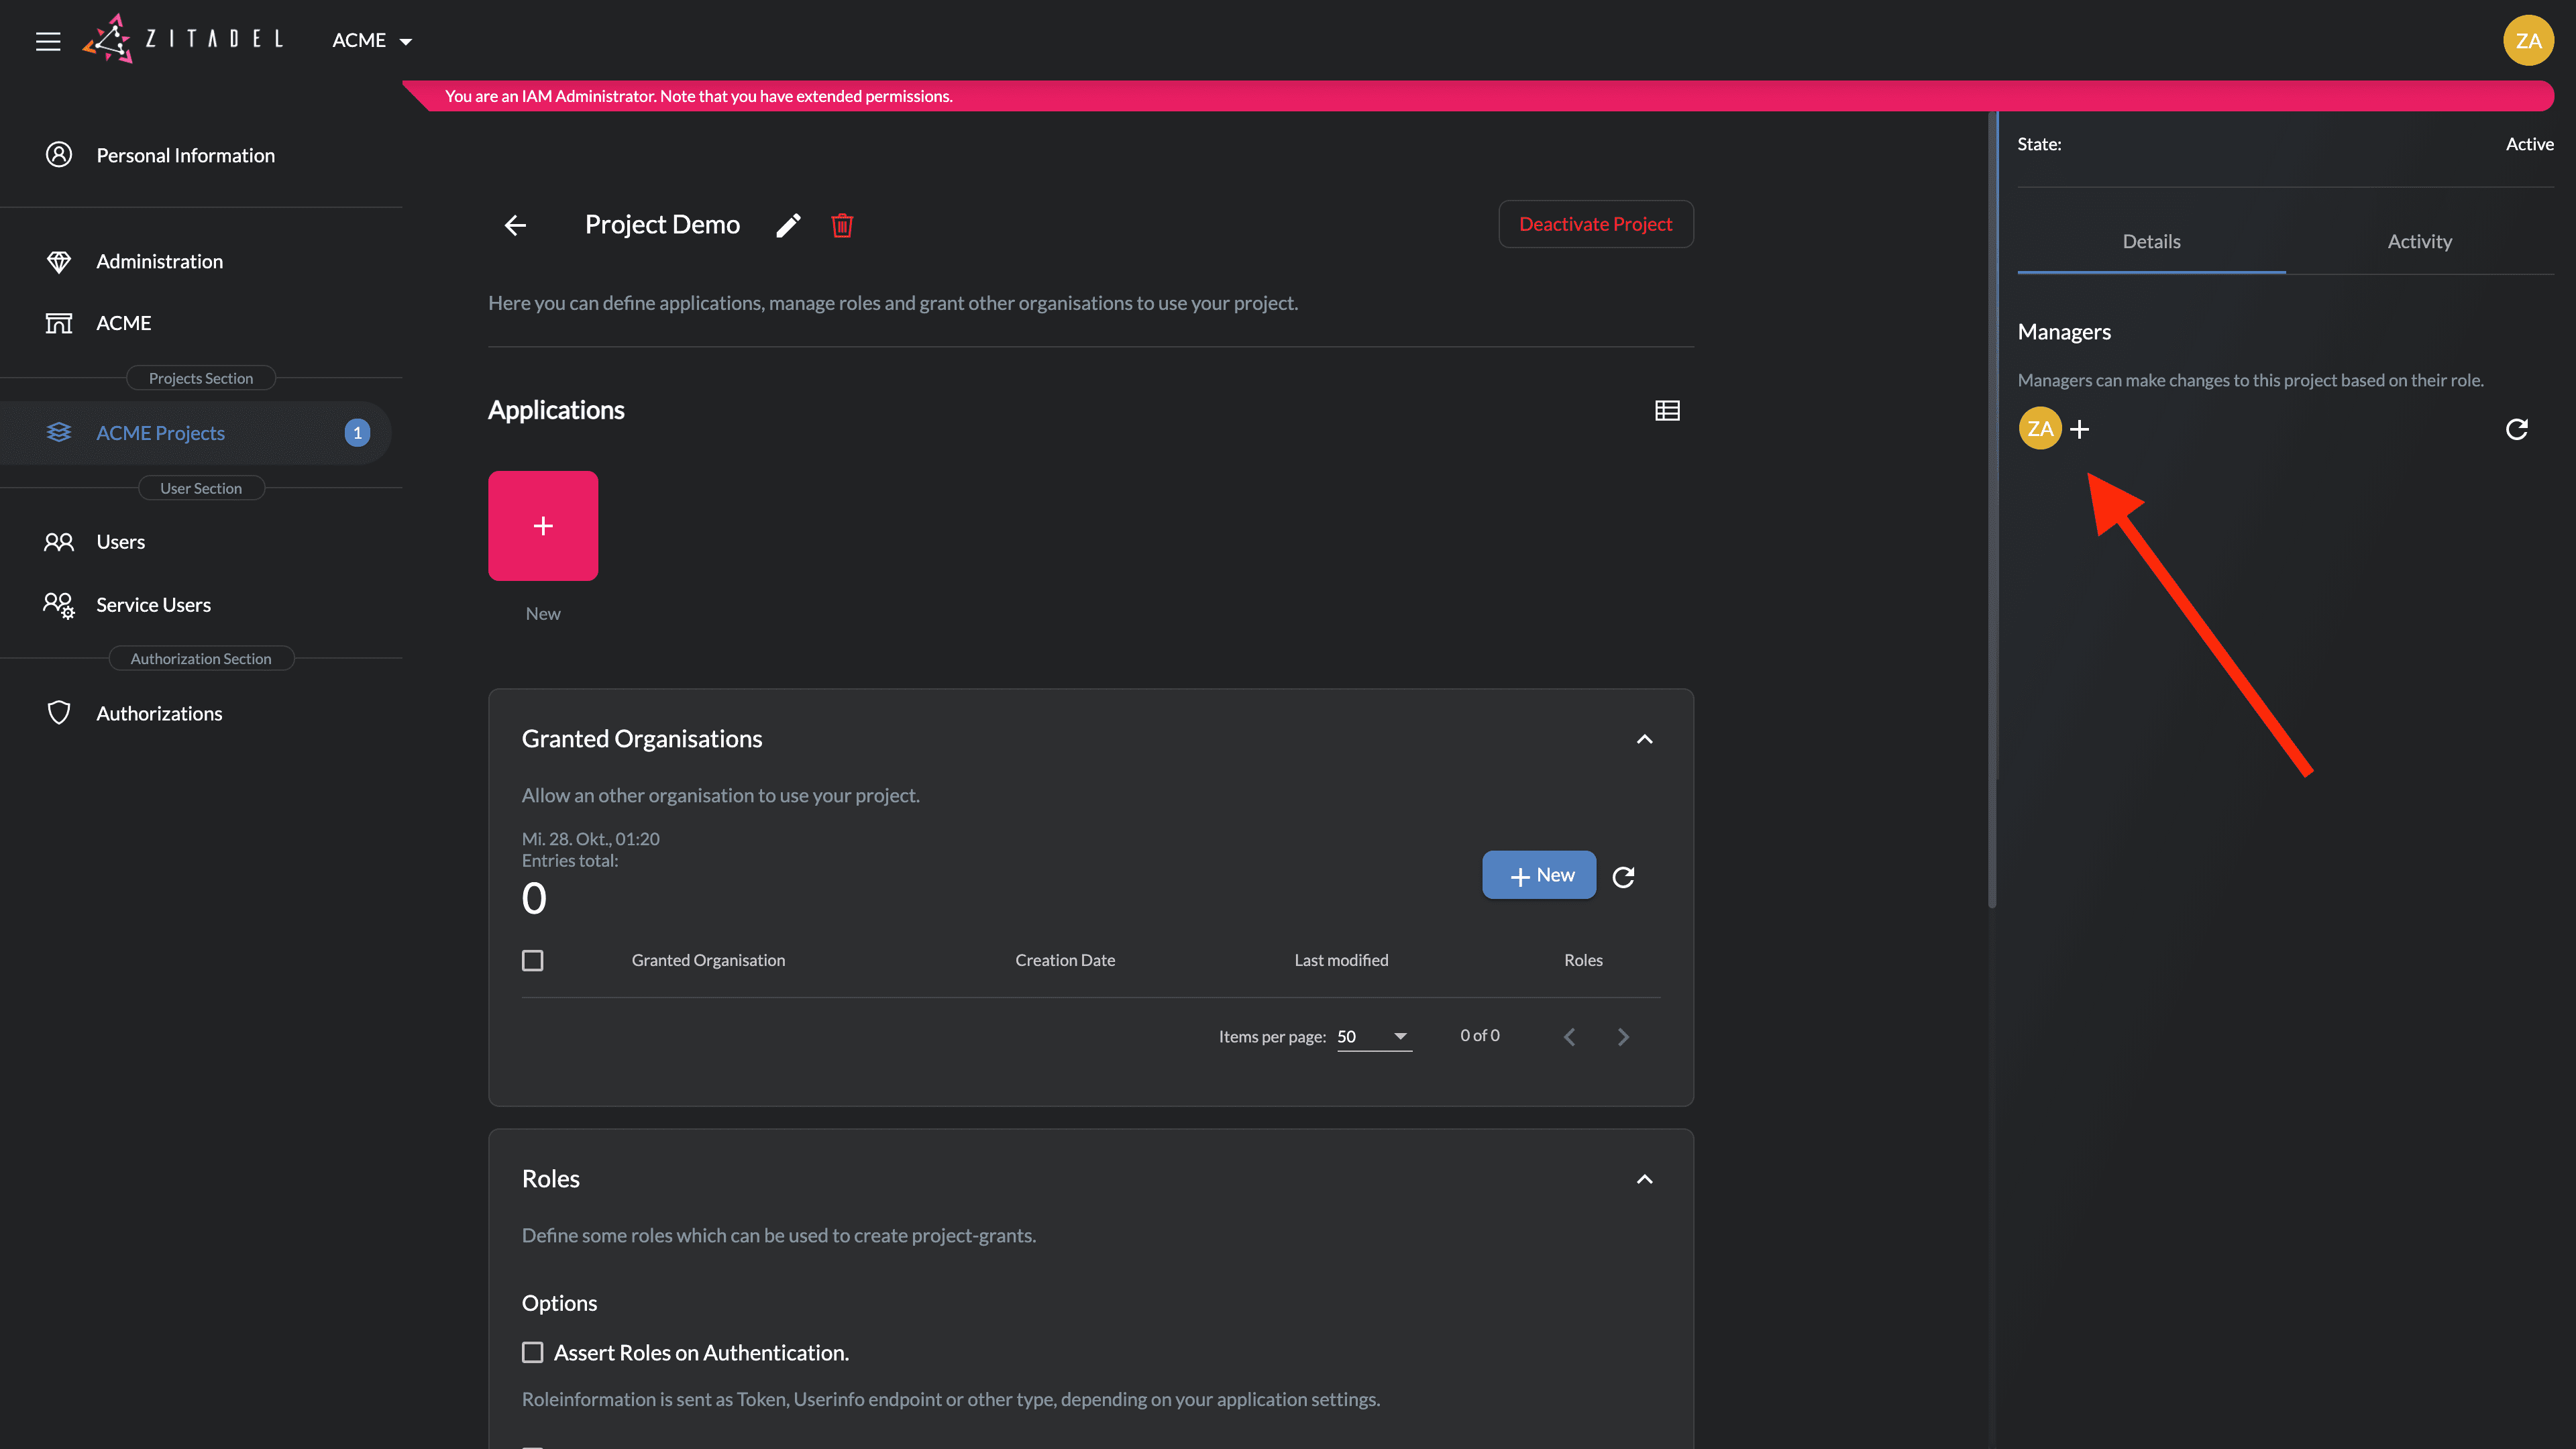 ZITADEL
ACME
ZA
You are an IAM Administrator. Note that you have extended permissions.
Personal Information
Administration
ACME
Projects Section
ACME Projects
1
User Section
Users
Service Users
Authorization Section
Authorizations
Project Demo
Deactivate Project
Here you can define applications, manage roles and grant other organisations to use your project.
Applications
New
Granted Organisations
Allow an other organisation to use your project.
Mi. 28. Okt., 01:20
Entries total:
0
New
Granted Organisation Creation Date Last modified Roles
Items per page: 50 0 of 0
Roles
Define some roles which can be used to create project-grants.
Options
Assert Roles on Authentication.
Roleinformation is sent as Token, Userinfo endpoint or other type, depending on your application settings.
State: Active
Details Activity
Managers
Managers can make changes to this project based on their role.
ZA